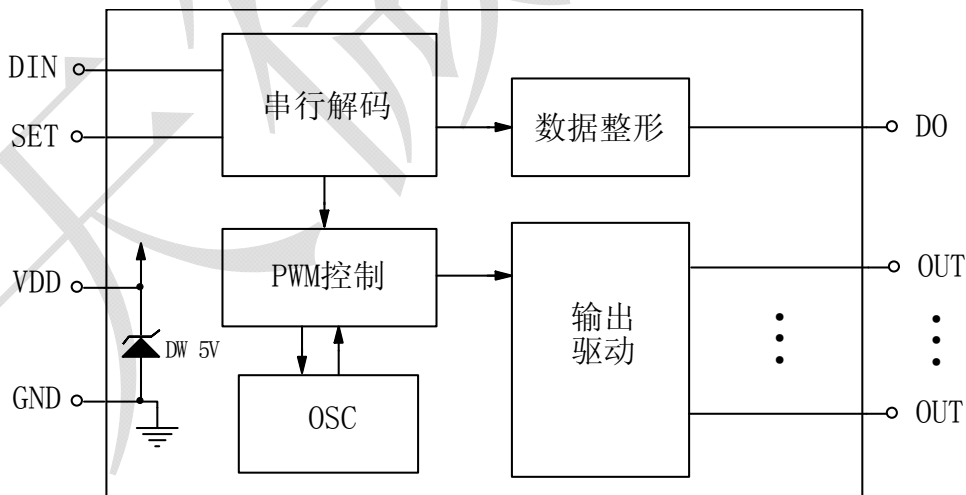 DIN
串行解码
SET
数据整形
DO
VDD
PWM控制
OUT
DW 5V
输出
驱动
GND
OSC
OUT